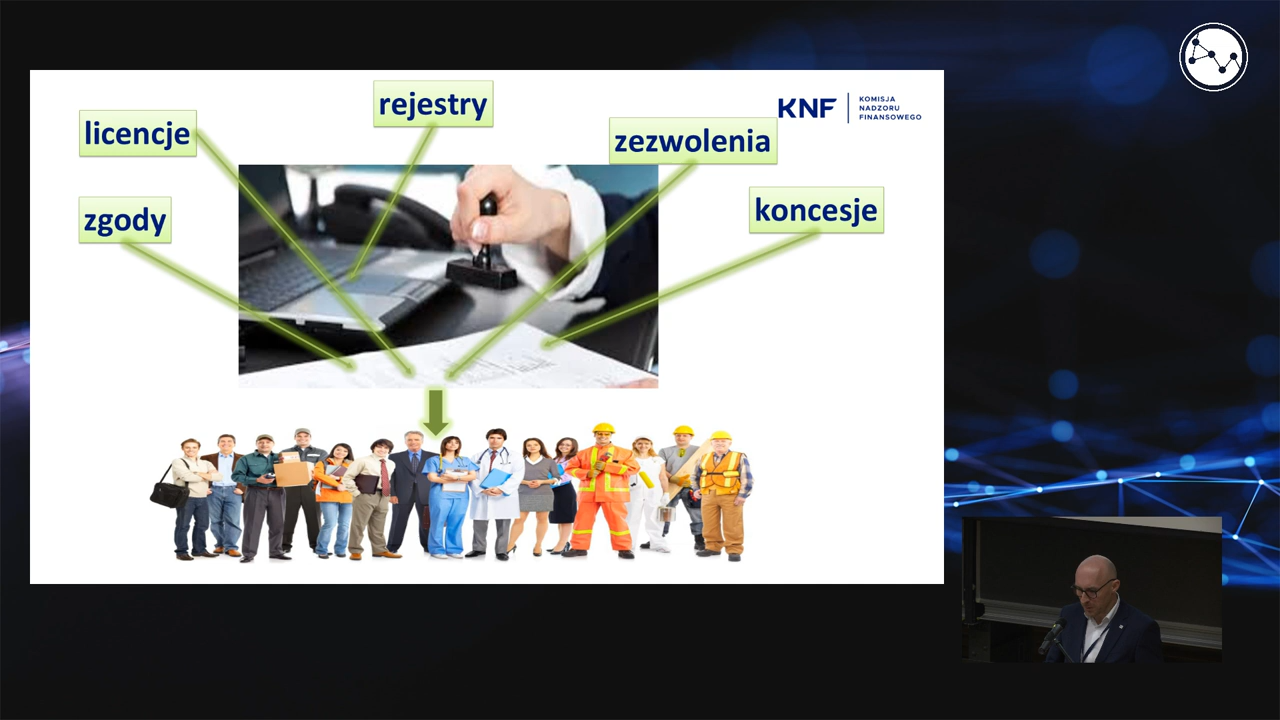 rejestry
licencje
zezwolenia
zgody
koncesje
KNF
KOMISJA
NADZORU
FINANSOWEGO